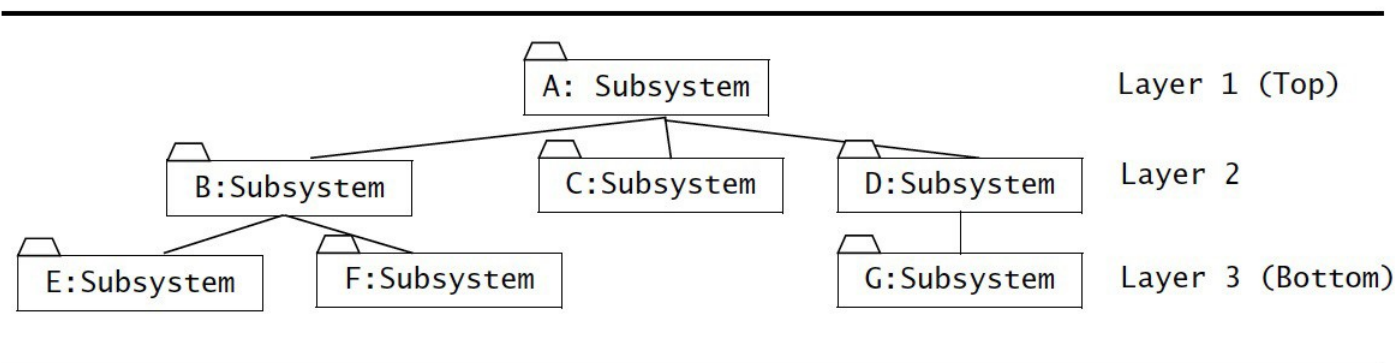 A: Subsystem Layer 1 (Top)
B:Subsystem C:Subsystem D:Subsystem Layer 2
E:Subsystem F:Subsystem G:Subsystem Layer 3 (Bottom)